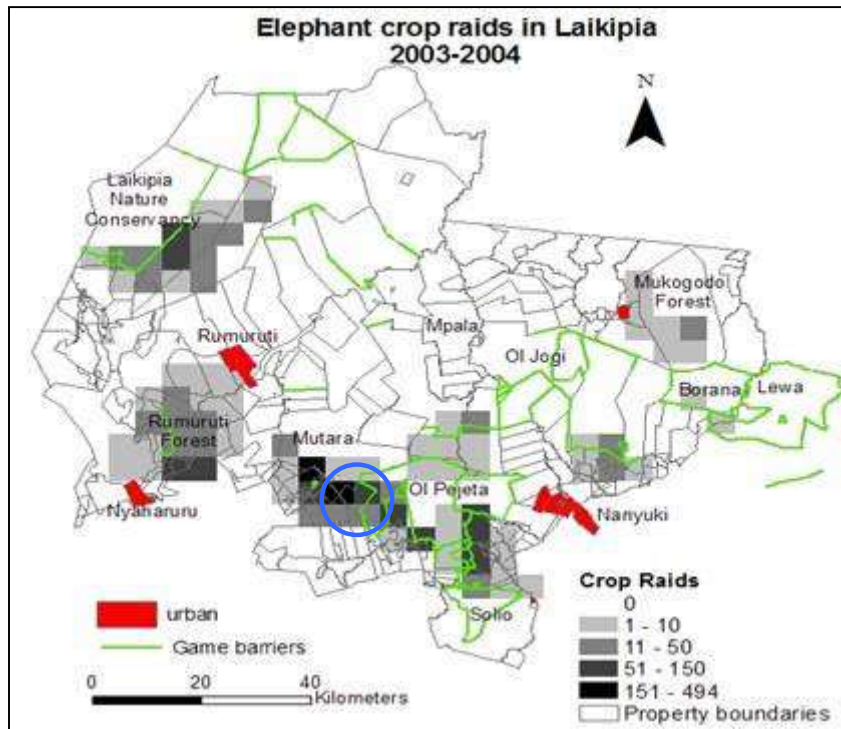 Elephant crop raids in Laikipia
2003-2004
N
Laikipia
Nature
Conservancy
Mukogodo
Forest
Rumuruti
Mpala
Ol Jogi
Borana
Lewa
Rumuruti
Forest
Mutara
Ol Pejeta
Nyahururu
Nanyuki
Solio
urban
Game barriers
0
20
40
Kilometers
Crop Raids
0
1 - 10
11 - 50
51 - 150
151 - 494
Property boundaries